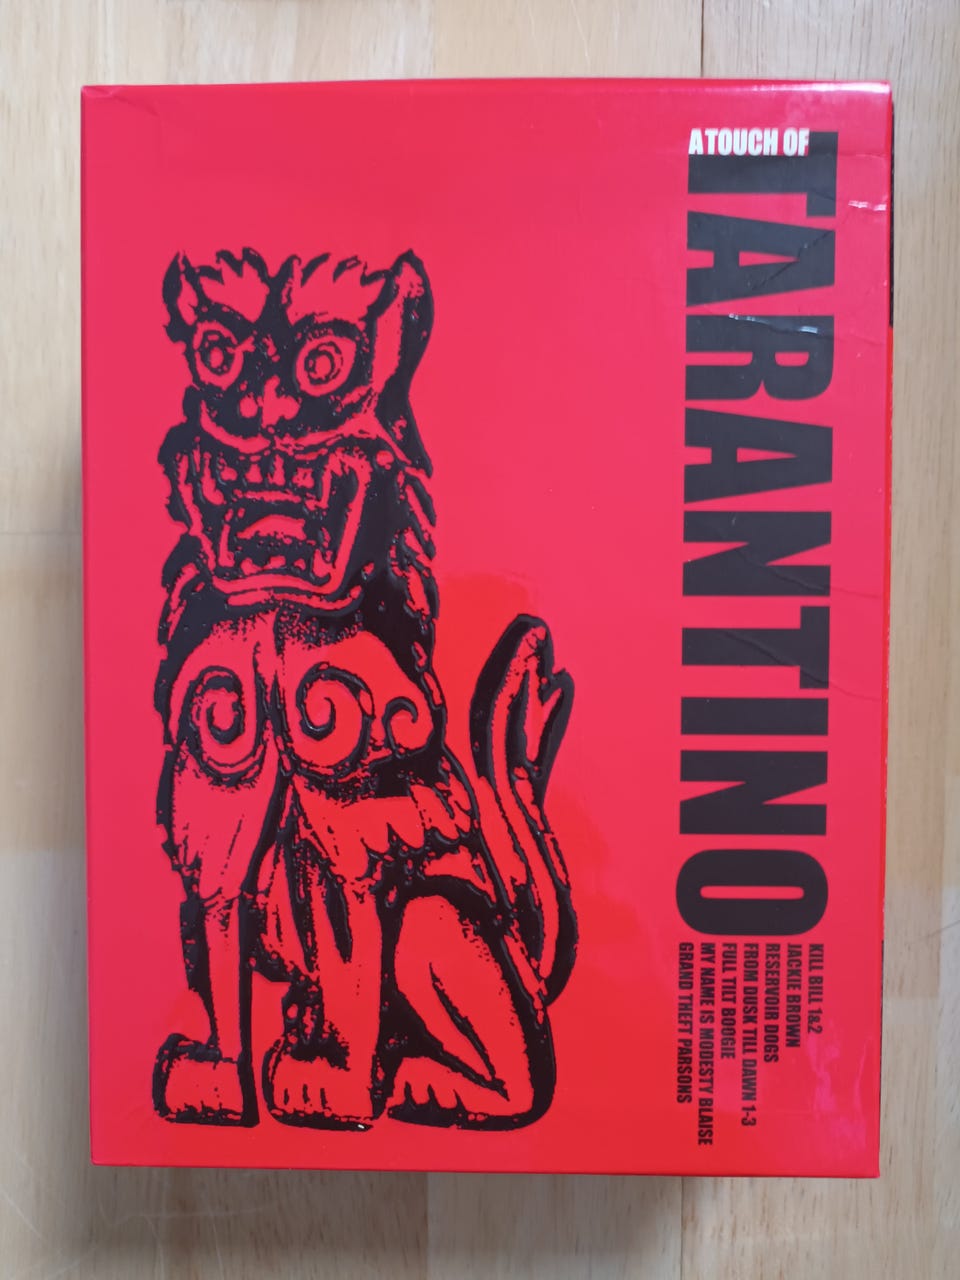 A TOUCH OF
TARANTINO
KILL BILL 1&2
JACKIE BROWN
RESERVOIR DOGS
FROM DUSK TILL DAWN 1-3
FULL TILT BOOGIE
MY NAME IS MODESTY BLAISE
GRAND THEFT PARSONS